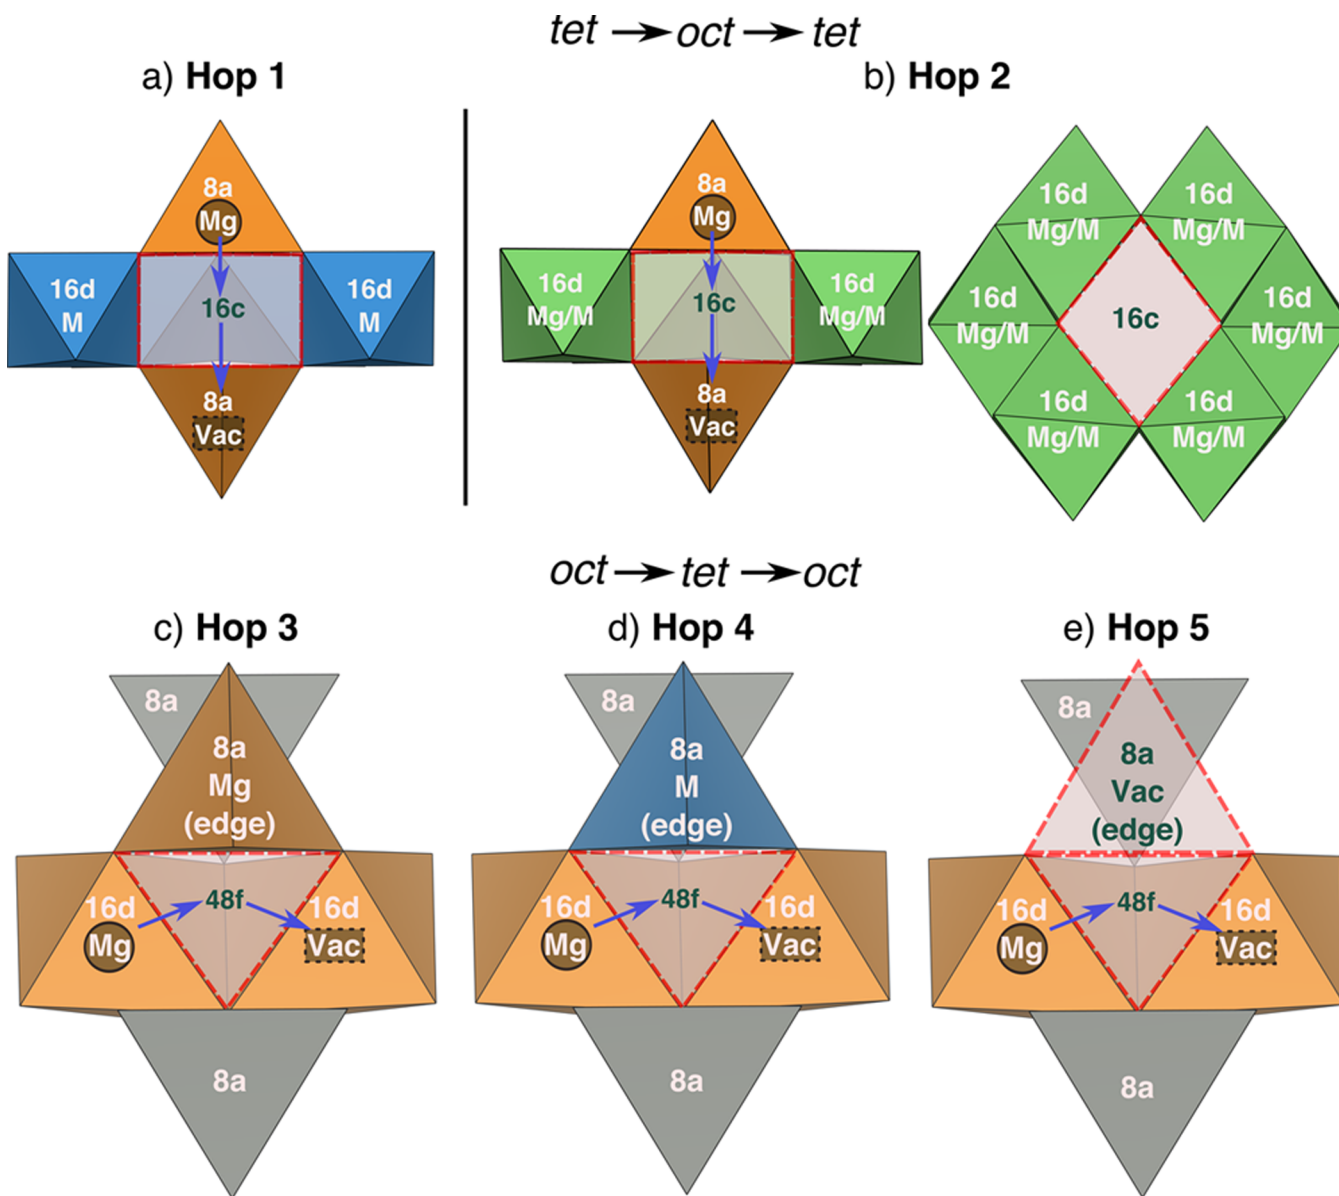 tet → oct → tet
a) Hop 1
b) Hop 2
8a
Mg
16d
M
16c
16d
M
8a
Vac
8a
Mg
16d
Mg/M
16c
16d
Mg/M
8a
Vac
16d
Mg/M
16d
Mg/M
16d
Mg/M
16c
16d
Mg/M
16d
Mg/M
16d
Mg/M
oct → tet → oct
c) Hop 3
d) Hop 4
e) Hop 5
8a
8a
Mg
(edge)
16d
Mg
48f
16d
Vac
8a
8a
8a
M
(edge)
16d
Mg
48f
16d
Vac
8a
8a
8a
Vac
(edge)
16d
Mg
48f
16d
Vac
8a